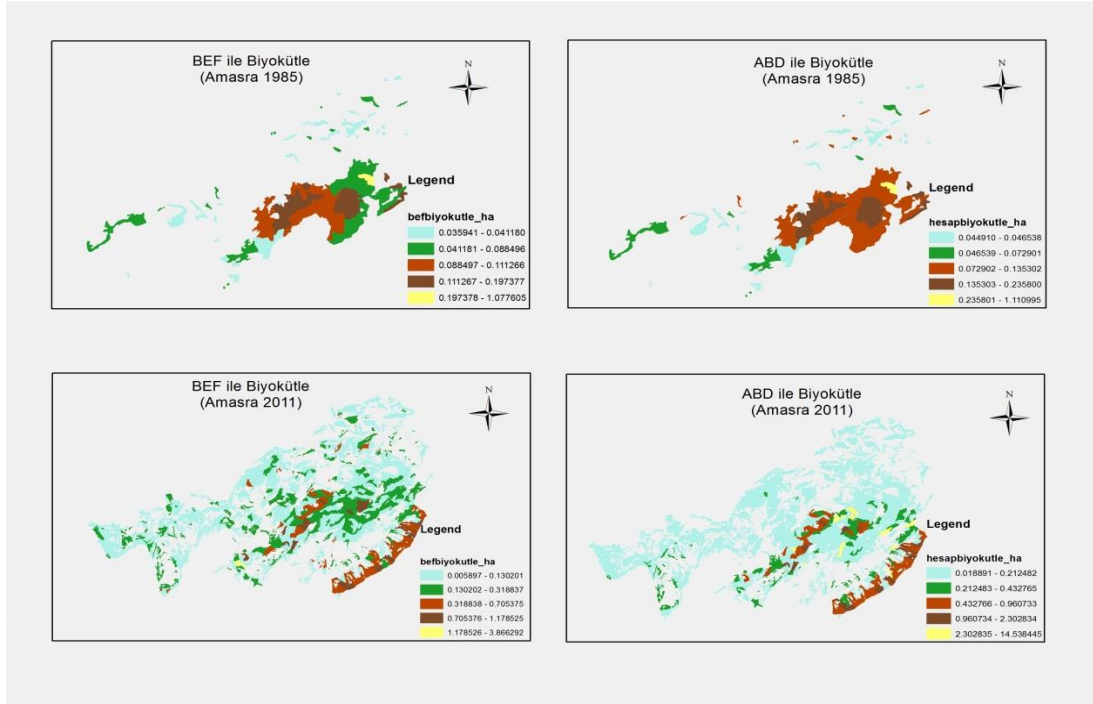 BEF ile Biyokütle
(Amasra 1985)
N
Legend
befbiyokutle_ha
0.035941 - 0.041180
0.041181 - 0.088496
0.088497 - 0.111266
0.111267 - 0.197377
0.197378 - 1.077605
ABD ile Biyokütle
(Amasra 1985)
N
Legend
hesapbiyokutle_ha
0.044910 - 0.046538
0.046539 - 0.072901
0.072902 - 0.135302
0.135303 - 0.235800
0.235801 - 1.110995
BEF ile Biyokütle
(Amasra 2011)
N
Legend
befbiyokutle_ha
0.005897 - 0.130201
0.130202 - 0.318837
0.318838 - 0.705375
0.705376 - 1.178525
1.178526 - 3.866292
ABD ile Biyokütle
(Amasra 2011)
N
Legend
hesapbiyokutle_ha
0.018891 - 0.212482
0.212483 - 0.432765
0.432766 - 0.960733
0.960734 - 2.302834
2.302835 - 14.538445